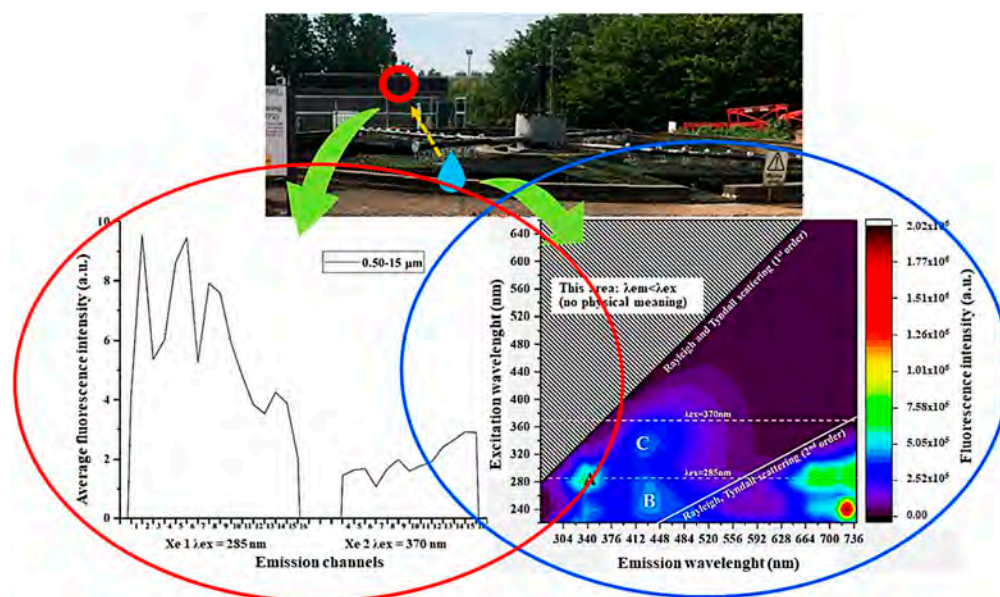 10
8
6
4
2
0
Average fluorescence intensity (a.u.)
0.50-15 µm
1 2 3 4 5 6 7 8 9 10 11 12 13 14 15 16
4 5 6 7 8 9 10 11 12 13 14 15 16
Xe 1 λex = 285 nm
Xe 2 λex = 370 nm
Emission channels
640
600
560
520
480
440
400
360
320
280
240
Excitation wavelenght (nm)
This area: λem<λex
(no physical meaning)
Rayleigh and Tyndall scattering (1st order)
λex=370nm
Rayleigh, Tyndall scattering (2nd order)
λex=285nm
A
B
C
304 340 376 412 448 484 520 556 592 628 664 700 736
Emission wavelenght (nm)
2.02x10⁶
1.77x10⁶
1.52x10⁶
1.26x10⁶
1.01x10⁶
7.58x10⁵
5.05x10⁵
2.52x10⁵
0.00
Fluorescence intensity (a.u.)